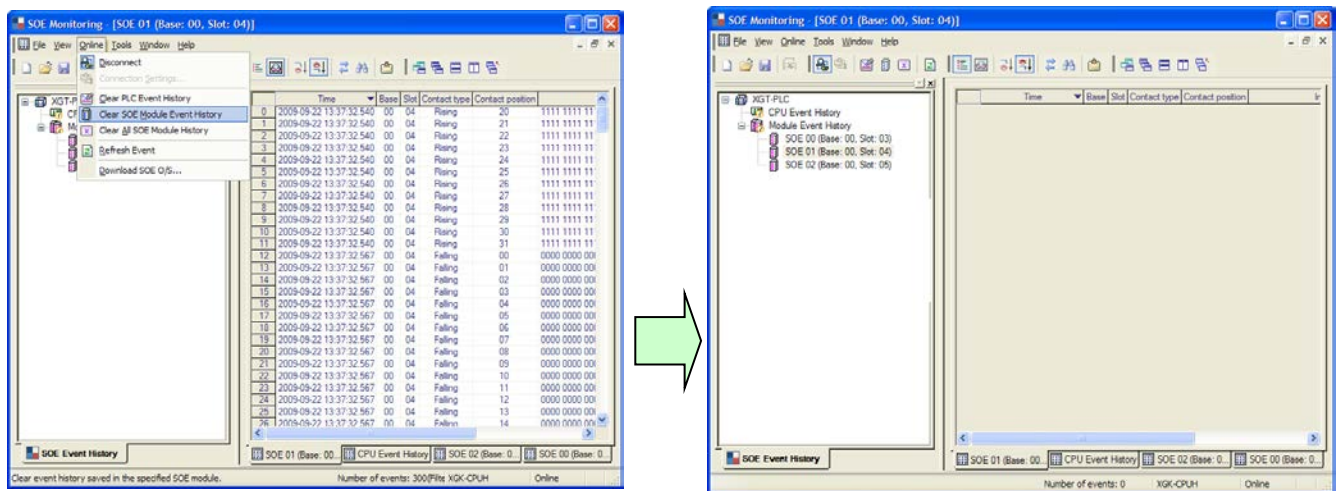 SOE Monitoring - [SOE 01 (Base: 00, Slot: 04)]
File View Online Tools Window Help
Disconnect
Connection Settings...
Clear PLC Event History
Clear SOE Module Event History
Clear All SOE Module History
Refresh Event
Download SOE O/S...
XGT-P
Time Base Slot Contact type Contact position
0 2009-09-22 13:37:32.540 00 04 Rising 20 1111 1111 11
1 2009-09-22 13:37:32.540 00 04 Rising 21 1111 1111 11
2 2009-09-22 13:37:32.540 00 04 Rising 22 1111 1111 11
3 2009-09-22 13:37:32.540 00 04 Rising 23 1111 1111 11
4 2009-09-22 13:37:32.540 00 04 Rising 24 1111 1111 11
5 2009-09-22 13:37:32.540 00 04 Rising 25 1111 1111 11
6 2009-09-22 13:37:32.540 00 04 Rising 26 1111 1111 11
7 2009-09-22 13:37:32.540 00 04 Rising 27 1111 1111 11
8 2009-09-22 13:37:32.540 00 04 Rising 28 1111 1111 11
9 2009-09-22 13:37:32.540 00 04 Rising 29 1111 1111 11
10 2009-09-22 13:37:32.540 00 04 Rising 30 1111 1111 11
11 2009-09-22 13:37:32.540 00 04 Rising 31 1111 1111 11
12 2009-09-22 13:37:32.567 00 04 Falling 00 0000 0000 00
13 2009-09-22 13:37:32.567 00 04 Falling 01 0000 0000 00
14 2009-09-22 13:37:32.567 00 04 Falling 02 0000 0000 00
15 2009-09-22 13:37:32.567 00 04 Falling 03 0000 0000 00
16 2009-09-22 13:37:32.567 00 04 Falling 04 0000 0000 00
17 2009-09-22 13:37:32.567 00 04 Falling 05 0000 0000 00
18 2009-09-22 13:37:32.567 00 04 Falling 06 0000 0000 00
19 2009-09-22 13:37:32.567 00 04 Falling 07 0000 0000 00
20 2009-09-22 13:37:32.567 00 04 Falling 08 0000 0000 00
21 2009-09-22 13:37:32.567 00 04 Falling 09 0000 0000 00
22 2009-09-22 13:37:32.567 00 04 Falling 10 0000 0000 00
23 2009-09-22 13:37:32.567 00 04 Falling 11 0000 0000 00
24 2009-09-22 13:37:32.567 00 04 Falling 12 0000 0000 00
25 2009-09-22 13:37:32.567 00 04 Falling 13 0000 0000 00
26 2009-09-22 13:37:32.567 00 04 Falling 14 0000 0000 00
SOE Event History
SOE 01 (Base: 00... CPU Event History SOE 02 (Base: 0... SOE 00 (Base: 0...
Clear event history saved in the specified SOE module. Number of events: 300(Filte XGK-CPUH Online
SOE Monitoring - [SOE 01 (Base: 00, Slot: 04)]
File View Online Tools Window Help
XGT-PLC
CPU Event History
Module Event History
SOE 00 (Base: 00, Slot: 03)
SOE 01 (Base: 00, Slot: 04)
SOE 02 (Base: 00, Slot: 05)
Time Base Slot Contact type Contact position
SOE Event History
SOE 01 (Base: 00... CPU Event History SOE 02 (Base: 0... SOE 00 (Base: 0...
Number of events: 0 XGK-CPUH Online